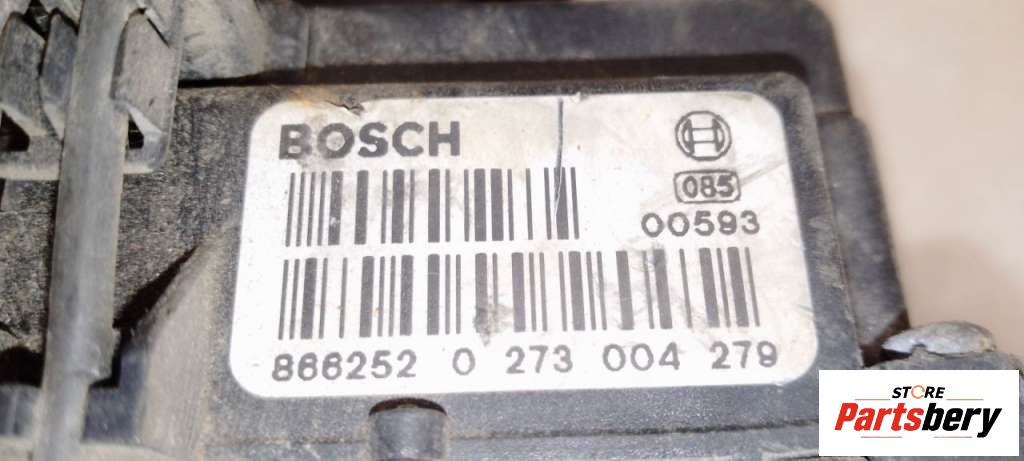 BOSCH
085
00593
866252 0 273 004 279
STORE
Partsbery